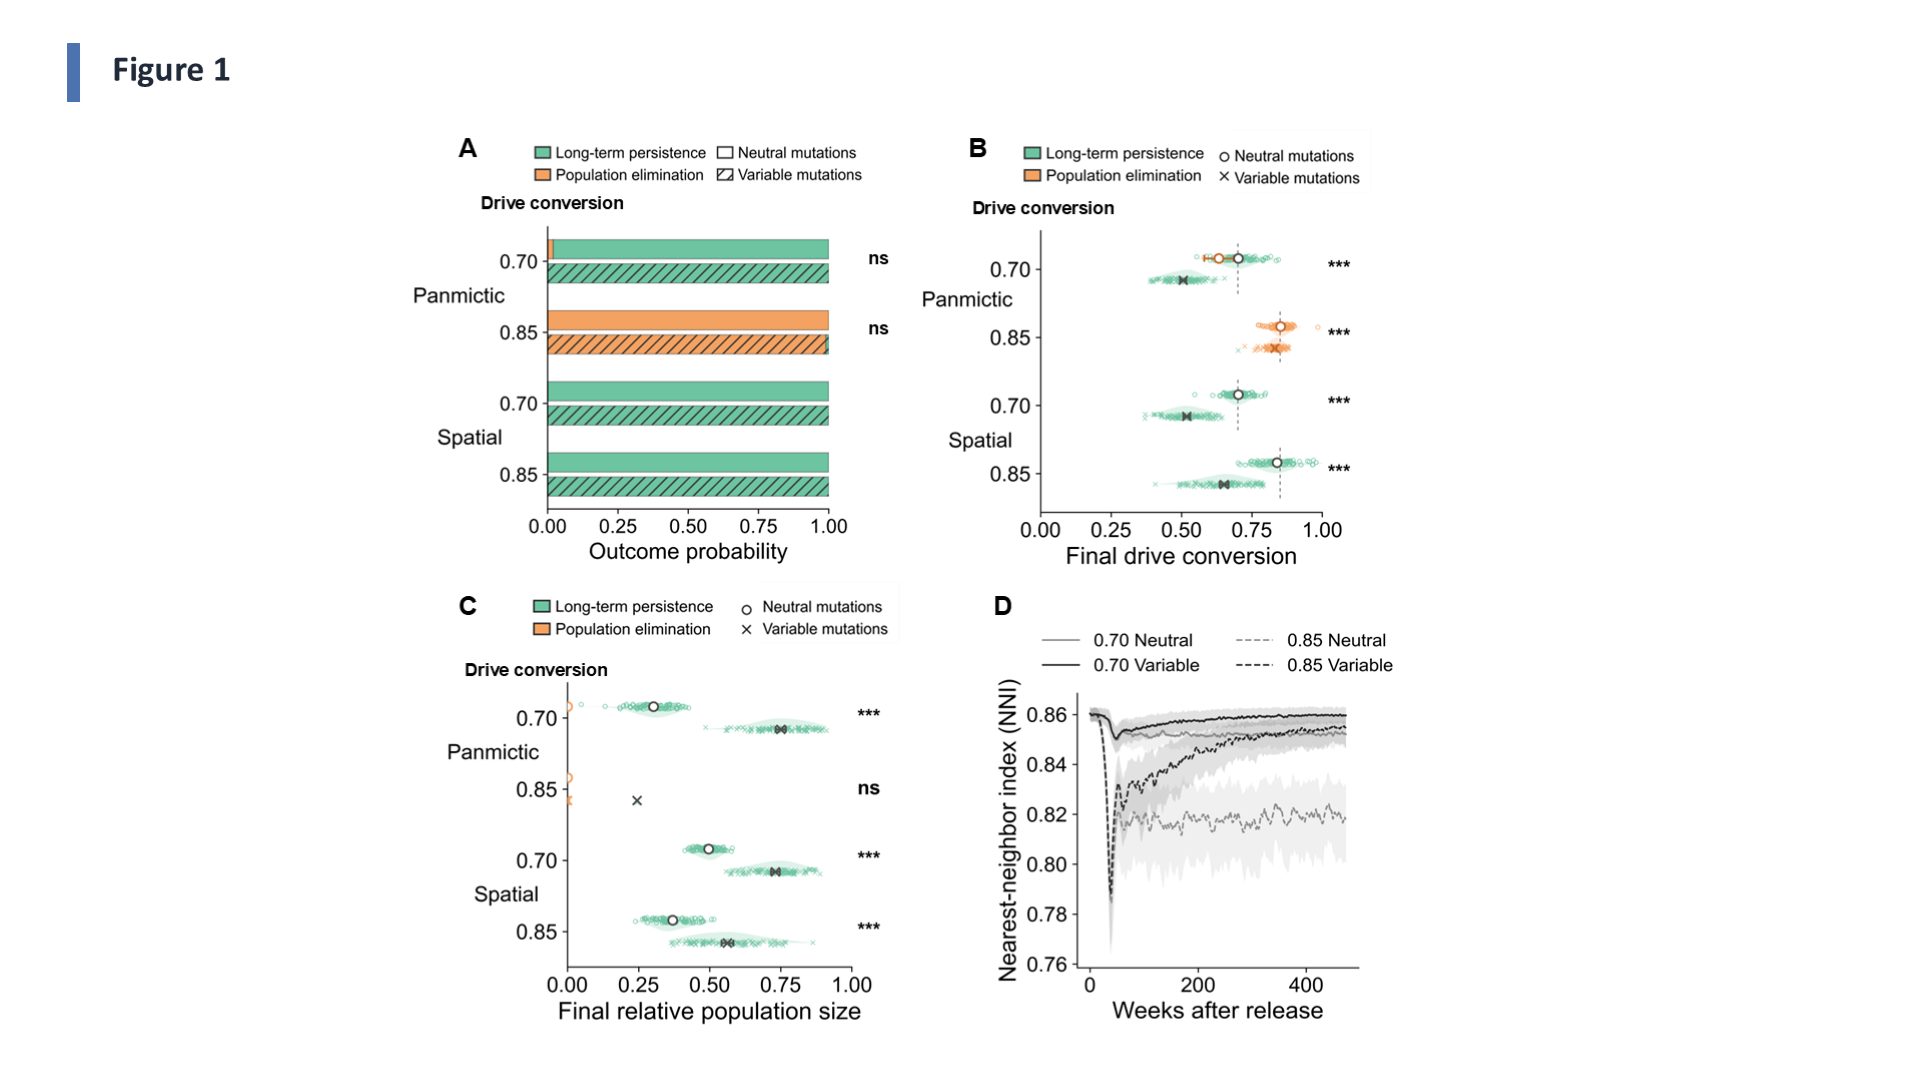 Figure 1
A
Long-term persistence
Neutral mutations
Population elimination
Variable mutations
Drive conversion
0.70
ns
Panmictic
0.85
ns
0.70
Spatial
0.85
0.00 0.25 0.50 0.75 1.00
Outcome probability
B
Long-term persistence
Neutral mutations
Population elimination
Variable mutations
Drive conversion
0.70
***
Panmictic
0.85
***
0.70
***
Spatial
0.85
***
0.00 0.25 0.50 0.75 1.00
Final drive conversion
C
Long-term persistence
Neutral mutations
Population elimination
Variable mutations
Drive conversion
0.70
***
Panmictic
0.85
ns
0.70
***
Spatial
0.85
***
0.00 0.25 0.50 0.75 1.00
Final relative population size
D
0.70 Neutral
0.85 Neutral
0.70 Variable
0.85 Variable
Nearest-neighbor index (NNI)
0.86
0.84
0.82
0.80
0.78
0.76
0 200 400
Weeks after release